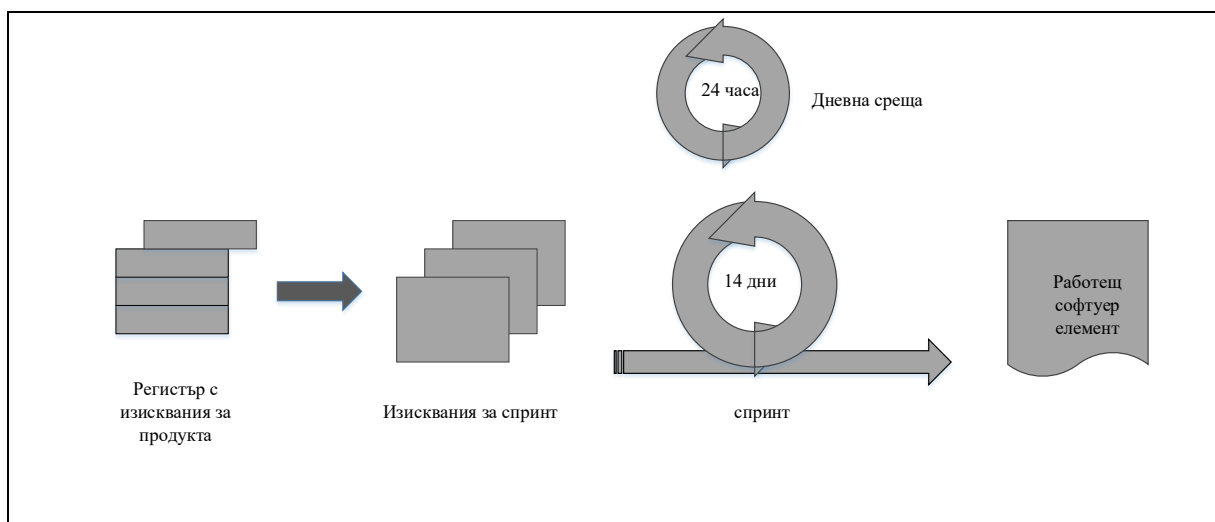 24 часа
Дневна среща
14 дни
Работещ
софтуер
елемент
Регистър с
изисквания за
продукта
Изисквания за спринт
спринт